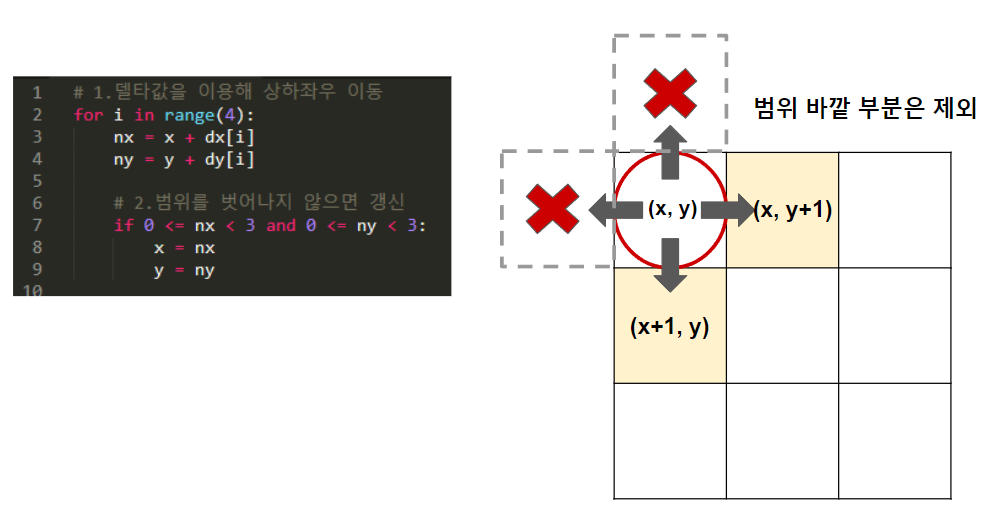 1 # 1.델타값을 이용해 상하좌우 이동
2 for i in range(4):
3     nx = x + dx[i]
4     ny = y + dy[i]
5
6     # 2.범위를 벗어나지 않으면 갱신
7     if 0 <= nx < 3 and 0 <= ny < 3:
8         x = nx
9         y = ny
10
범위 바깥 부분은 제외
(x, y)
(x, y+1)
(x+1, y)